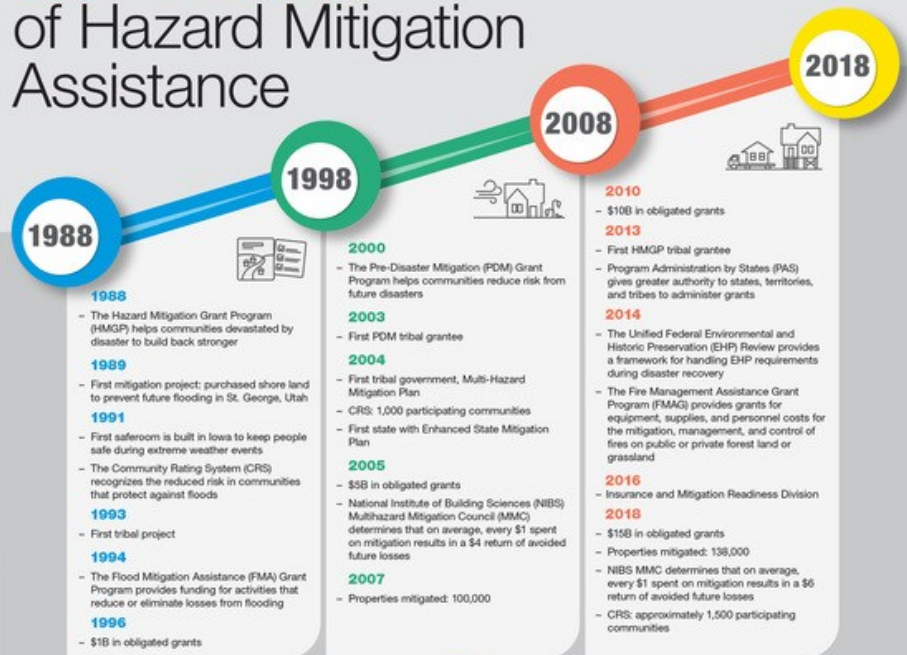 of Hazard Mitigation
Assistance
1988
1998
2008
2018
1988
- The Hazard Mitigation Grant Program
(HMGP) helps communities devastated by
disaster to build back stronger
1989
- First mitigation project: purchased shore land
to prevent future flooding in St. George, Utah
1991
- First saferoom is built in Iowa to keep people
safe during extreme weather events
- The Community Rating System (CRS)
recognizes the reduced risk in communities
that protect against floods
1993
- First tribal project
1994
- The Flood Mitigation Assistance (FMA) Grant
Program provides funding for activities that
reduce or eliminate losses from flooding
1996
- $1B in obligated grants
2000
- The Pre-Disaster Mitigation (PDM) Grant
Program helps communities reduce risk from
future disasters
2003
- First PDM tribal grantee
2004
- First tribal government, Multi-Hazard
Mitigation Plan
- CRS: 1,000 participating communities
- First state with Enhanced State Mitigation
Plan
2005
- $5B in obligated grants
- National Institute of Building Sciences (NIBS)
Multihazard Mitigation Council (MMC)
determines that on average, every $1 spent
on mitigation results in a $4 return of avoided
future losses
2007
- Properties mitigated: 100,000
2010
- $10B in obligated grants
2013
- First HMGP tribal grantee
- Program Administration by States (PAS)
gives greater authority to states, territories,
and tribes to administer grants
2014
- The Unified Federal Environmental and
Historic Preservation (EHP) Review provides
a framework for handling EHP requirements
during disaster recovery
- The Fire Management Assistance Grant
Program (FMAG) provides grants for
equipment, supplies, and personnel costs for
the mitigation, management, and control of
fires on public or private forest land or
grassland
2016
- Insurance and Mitigation Readiness Division
2018
- $15B in obligated grants
- Properties mitigated: 138,000
- NIBS MMC determines that on average,
every $1 spent on mitigation results in a $6
return of avoided future losses
- CRS: approximately 1,500 participating
communities